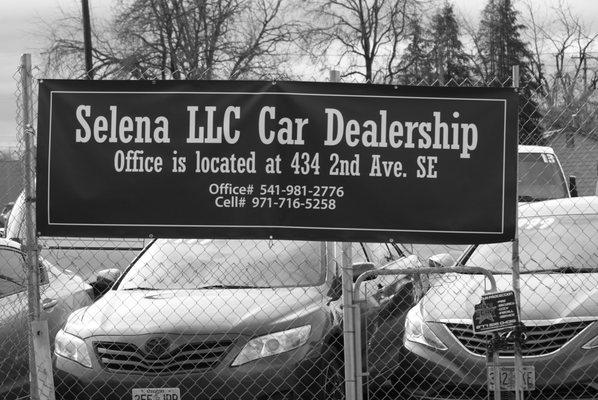 Selena LLC Car Dealership
Office is located at 434 2nd Ave. SE
Office# 541-981-2776
Cell# 971-716-5258